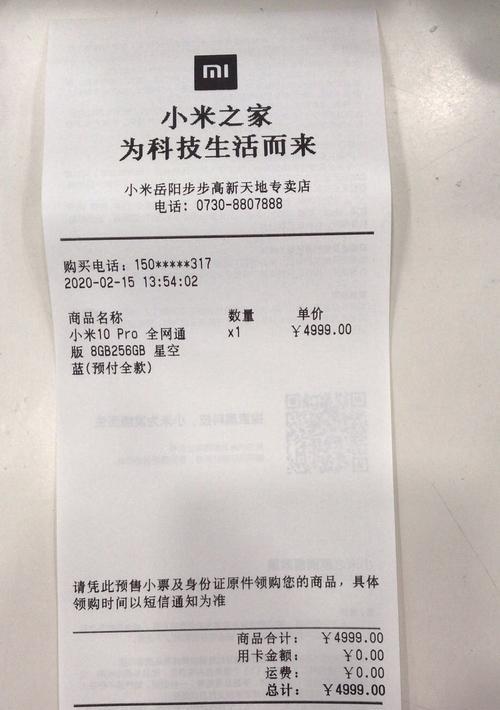 mi
小米之家
为科技生活而来
小米岳阳步步高新天地专卖店
电话: 0730-8807888
购买电话: 150*****317
2020-02-15 13:54:02
商品名称 数量 单价
小米10 Pro 全网通 x1 ￥4999.00
版 8GB256GB 星空
蓝(预付全款)
请凭此预售小票及身份证原件领购您的商品，具体
领购时间以短信通知为准
商品合计: ￥4999.00
用卡金额: ￥0.00
运费: ￥0.00
总计: ￥4999.00